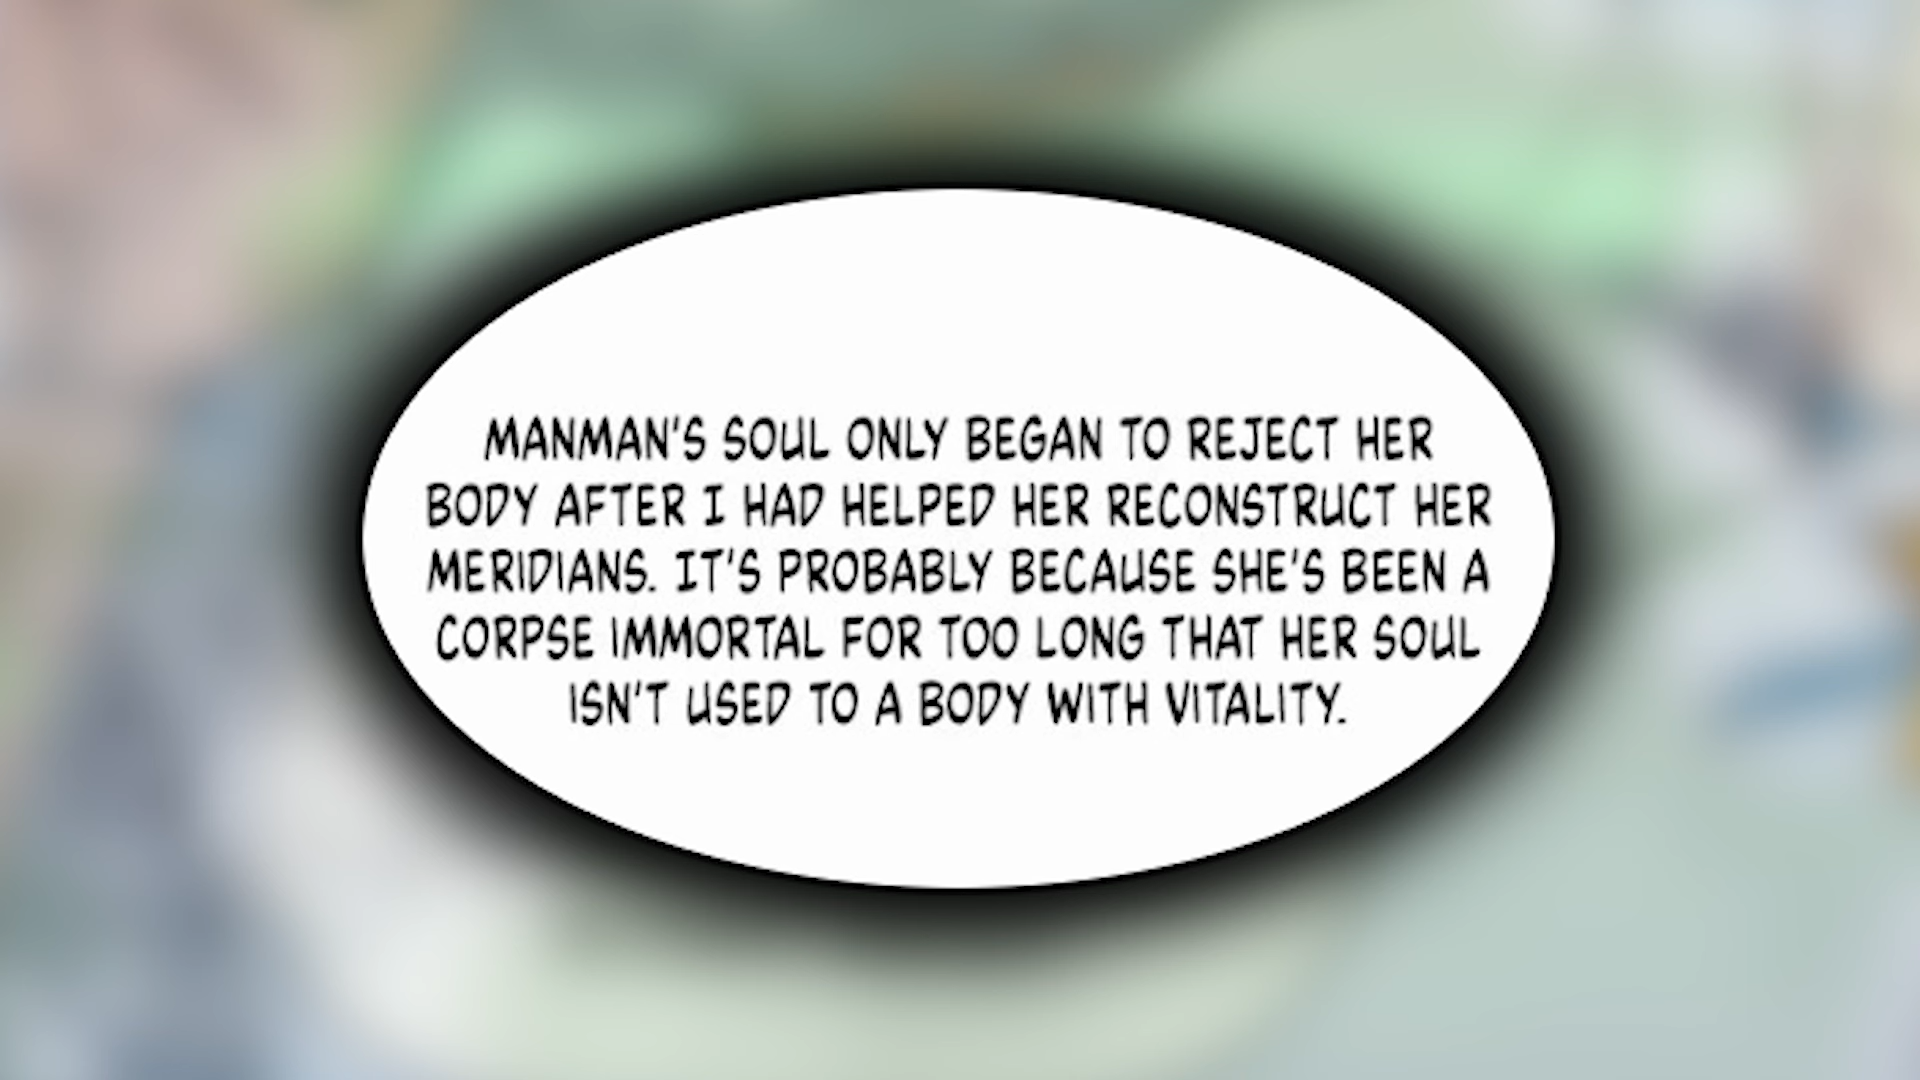 MANMAN'S SOUL ONLY BEGAN TO REJECT HER
BODY AFTER I HAD HELPED HER RECONSTRUCT HER
MERIDIANS. IT'S PROBABLY BECAUSE SHE'S BEEN A
CORPSE IMMORTAL FOR TOO LONG THAT HER SOUL
ISN'T USED TO A BODY WITH VITALITY.